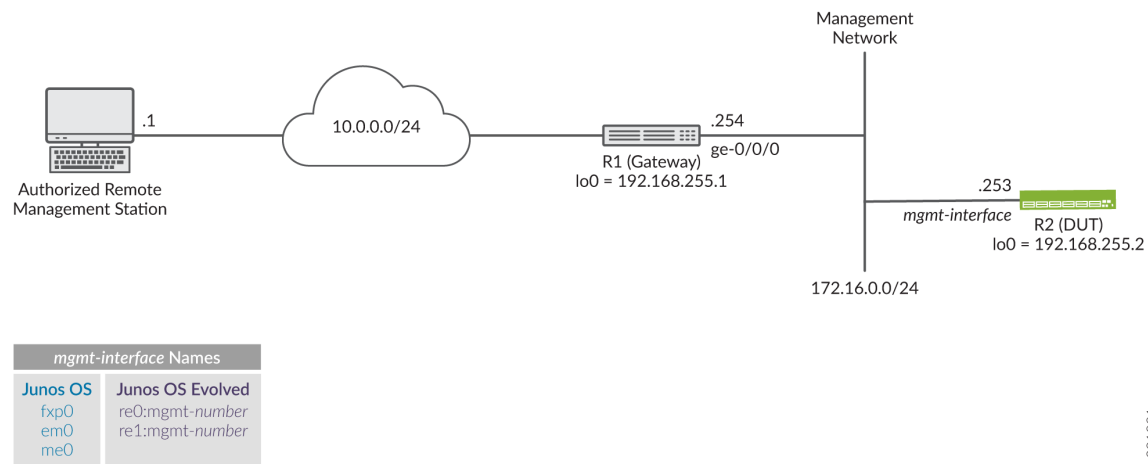 Management
Network
.1
10.0.0.0/24
.254
ge-0/0/0
R1 (Gateway)
lo0 = 192.168.255.1
Authorized Remote
Management Station
.253
mgmt-interface
R2 (DUT)
lo0 = 192.168.255.2
172.16.0.0/24
mgmt-interface Names
Junos OS
Junos OS Evolved
fxp0
re0:mgmt-number
em0
re1:mgmt-number
me0